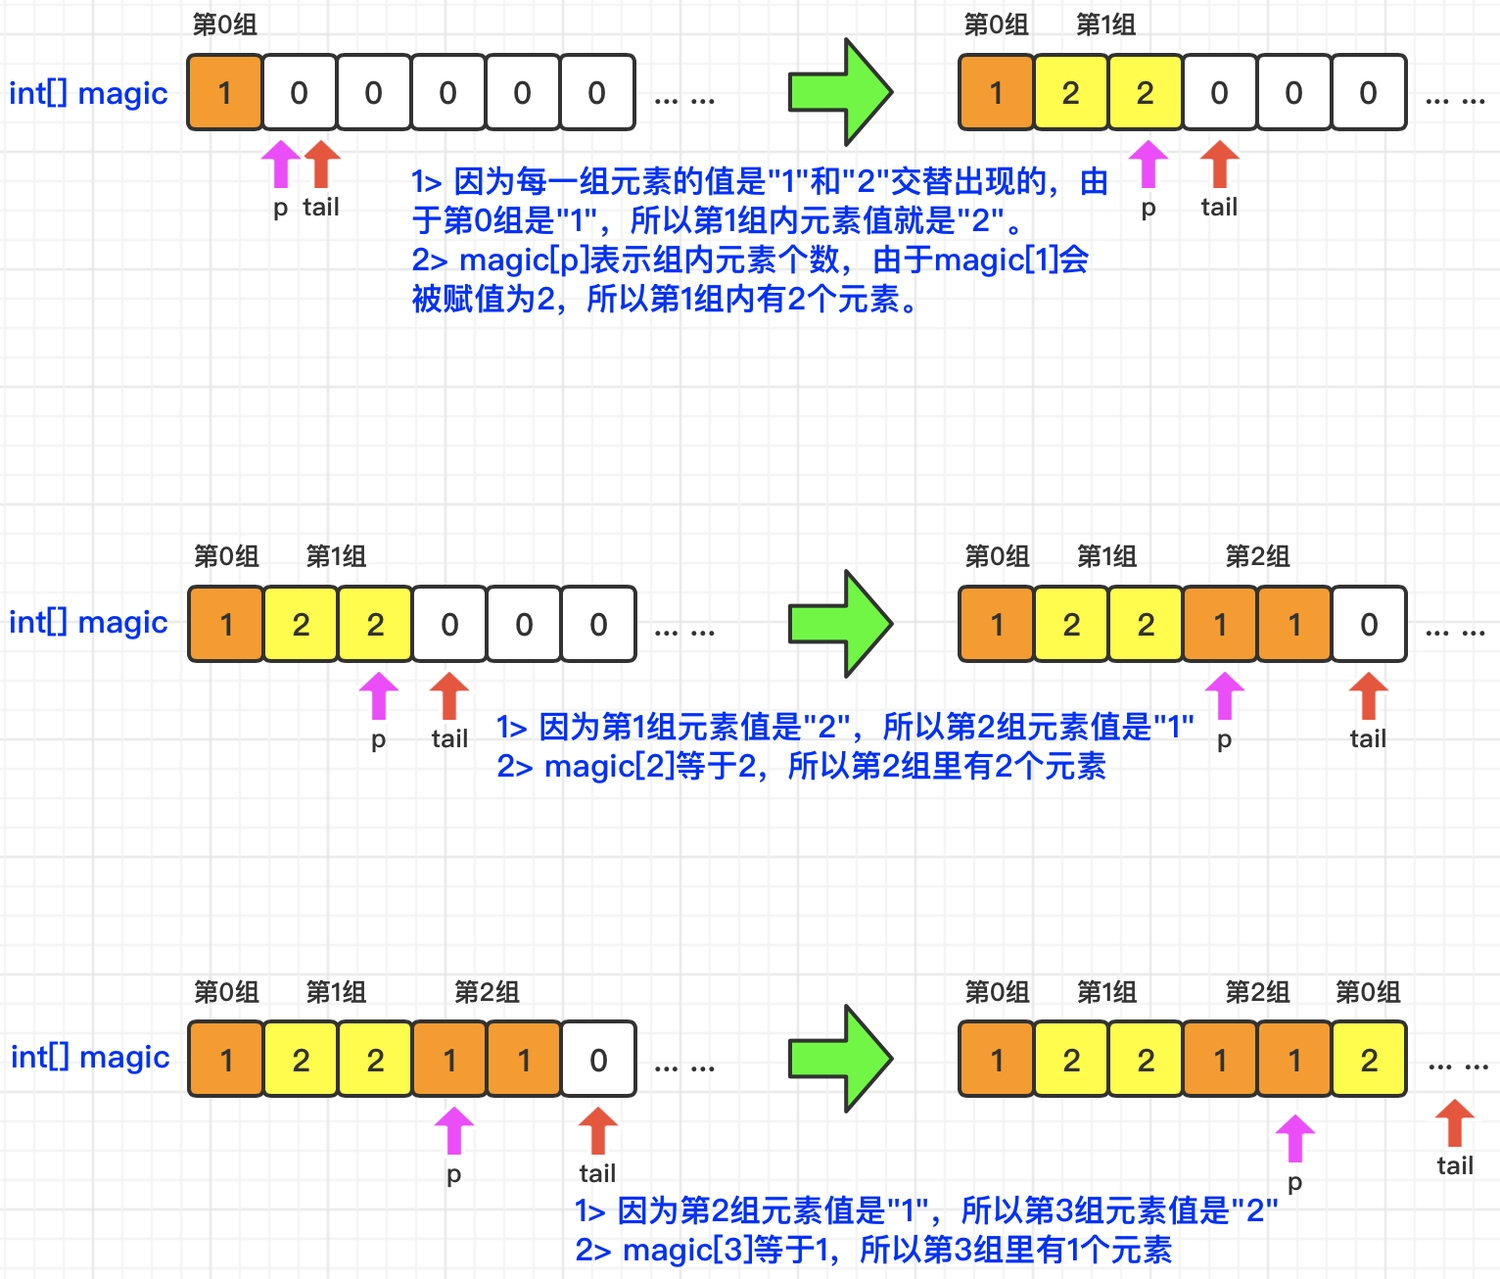 第0组 第0组 第1组
int[] magic 1 0 0 0 0 0 ... ... 1 2 2 0 0 0 ... ...
p tail p tail
1> 因为每一组元素的值是"1"和"2"交替出现的，由
于第0组是"1"，所以第1组内元素值就是"2"。
2> magic[p]表示组内元素个数，由于magic[1]会
被赋值为2，所以第1组内有2个元素。
第0组 第1组 第0组 第1组 第2组
int[] magic 1 2 2 0 0 0 ... ... 1 2 2 1 1 0 ... ...
p tail p tail
1> 因为第1组元素值是"2"，所以第2组元素值是"1"
2> magic[2]等于2，所以第2组里有2个元素
第0组 第1组 第2组 第0组 第1组 第2组 第0组
int[] magic 1 2 2 1 1 0 ... ... 1 2 2 1 1 2 ... ...
p tail p tail
1> 因为第2组元素值是"1"，所以第3组元素值是"2"
2> magic[3]等于1，所以第3组里有1个元素